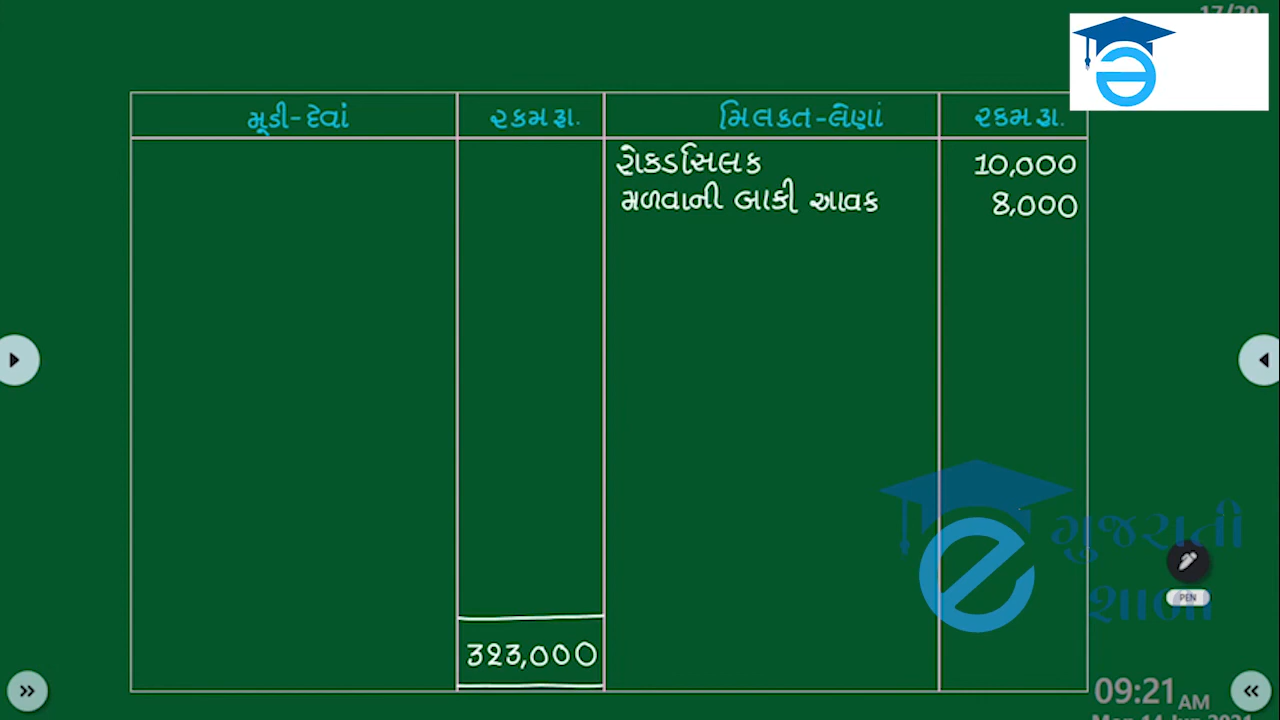 મૂડી-દેવાં રકમ રૂા. મિલકત-લેણાં રકમ રૂા.
રોકડસિલક 10,000
મળવાની બાકી આવક 8,000
ગુજરાતી
શાળા
PEN
323,000
09:21 AM